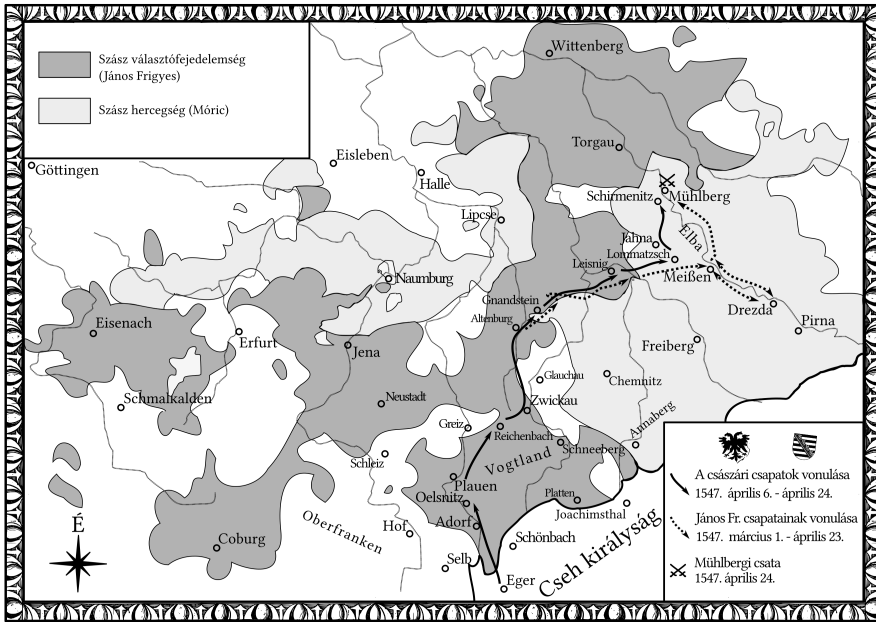 Szász választófejedelemség
(János Frigyes)
Szász hercegség (Móric)
Wittenberg
Torgau
Göttingen
Eisleben
Halle
Schirmenitz
Mühlberg
Lipcse
Jahna
Elba
Lommatzsch
Leisnig
Meißen
Naumburg
Gnandstein
Altenburg
Drezda
Pirna
Eisenach
Erfurt
Jena
Freiberg
Glauchau
Chemnitz
Schmalkalden
Neustadt
Zwickau
Annaberg
Greiz
Reichenbach
Schneeberg
Schleiz
Vogtland
Plauen
Oelsnitz
Platten
Joachimsthal
Adorf
Hof
Oberfranken
Coburg
Schönbach
Selb
Cseh királyság
Eger
É
A császári csapatok vonulása
1547. április 6. - április 24.
János Fr. csapatainak vonulása
1547. március 1. - április 23.
Mühlbergi csata
1547. április 24.